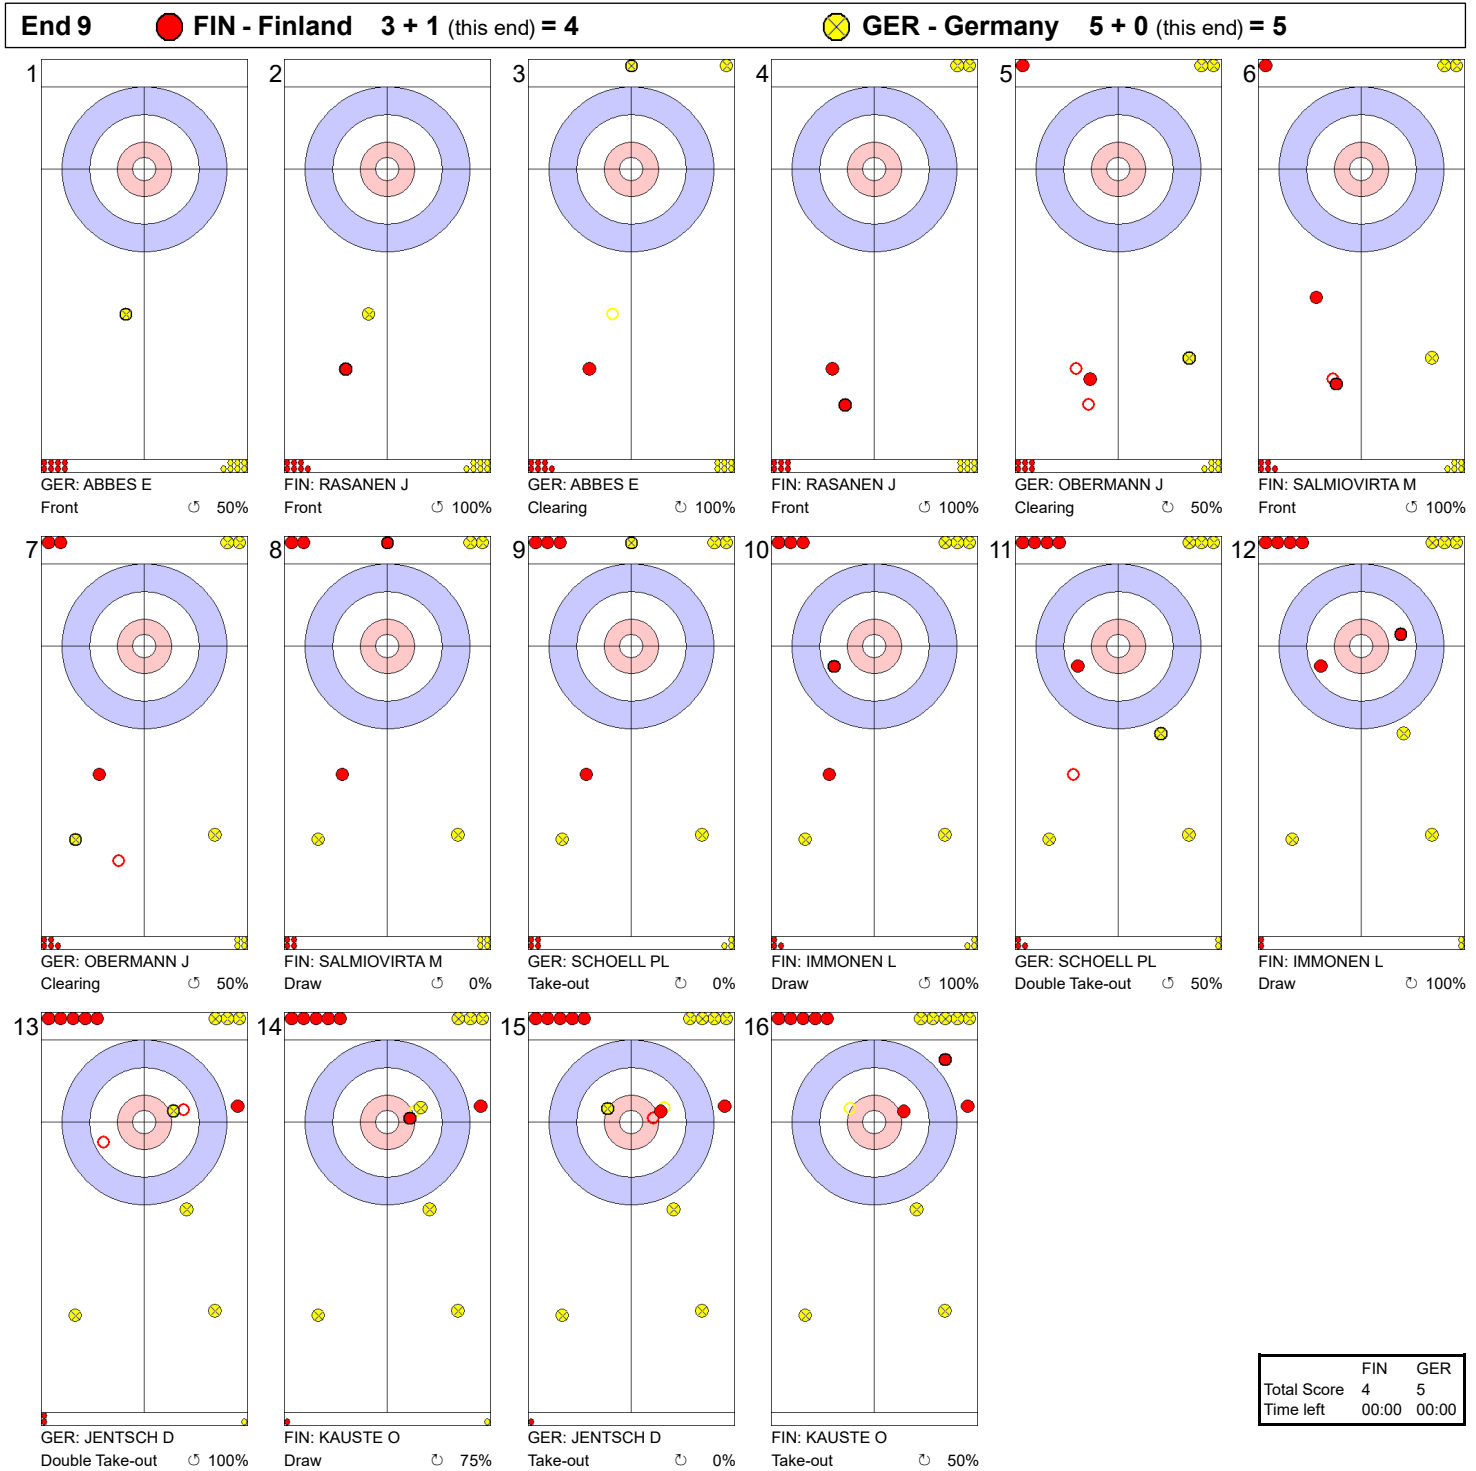 End 9 FIN - Finland 3 + 1 (this end) = 4 GER - Germany 5 + 0 (this end) = 5
1 2 3 4 5 6
GER: ABBES E FIN: RASANEN J GER: ABBES E FIN: RASANEN J GER: OBERMANN J FIN: SALMIOVIRTA M
Front 50% Front 100% Clearing 100% Front 100% Clearing 50% Front 100%
7 8 9 10 11 12
GER: OBERMANN J FIN: SALMIOVIRTA M GER: SCHOELL PL FIN: IMMONEN L GER: SCHOELL PL FIN: IMMONEN L
Clearing 50% Draw 0% Take-out 0% Draw 100% Double Take-out 50% Draw 100%
13 14 15 16
GER: JENTSCH D FIN: KAUSTE O GER: JENTSCH D FIN: KAUSTE O
Double Take-out 100% Draw 75% Take-out 0% Take-out 50%
FIN GER
Total Score 4 5
Time left 00:00 00:00